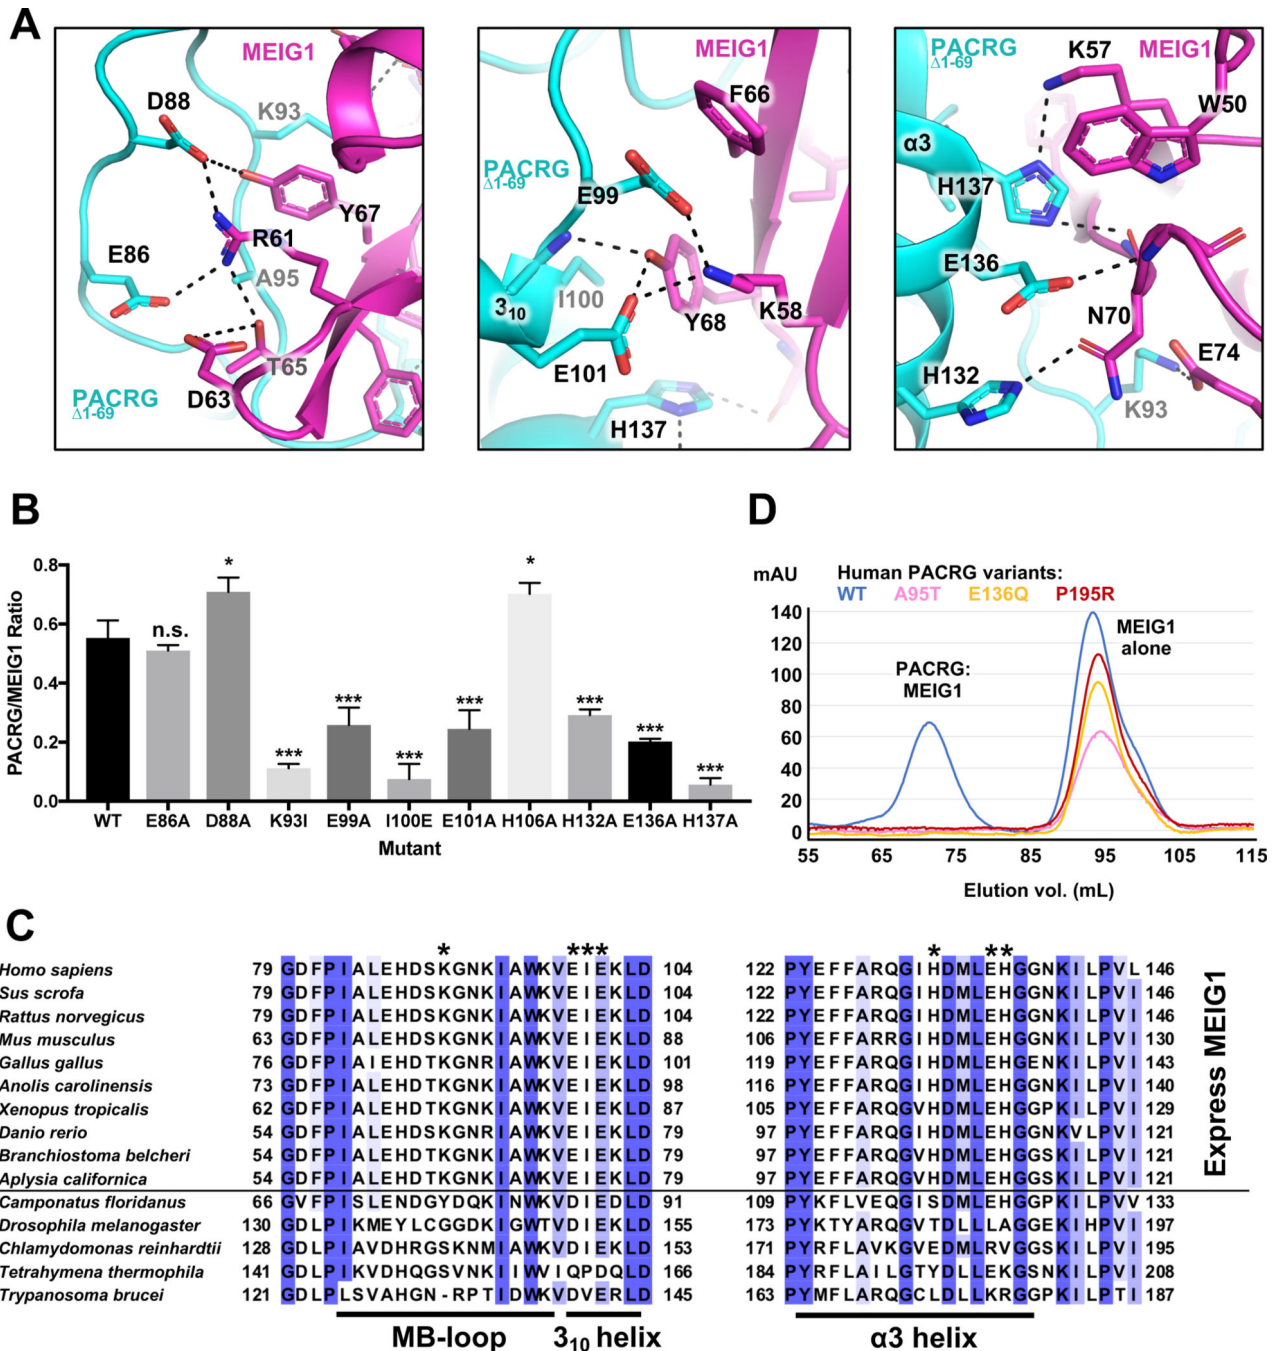 A
MEIG1
D88
K93
Y67
R61
E86
A95
T65
D63
PACRG
Δ1-69
MEIG1
F66
PACRG
Δ1-69
E99
I100
3₁₀
Y68
K58
E101
H137
PACRG
Δ1-69
K57
MEIG1
W50
α3
H137
E136
N70
E74
H132
K93
B
PACRG/MEIG1 Ratio
0.8
0.6
0.4
0.2
0.0
n.s.
*
***
***
***
***
*
***
***
***
WT E86A D88A K93I E99A I100E E101A H106A H132A E136A H137A
Mutant
D
mAU
Human PACRG variants:
WT A95T E136Q P195R
140
120
100
80
60
40
20
0
PACRG:
MEIG1
MEIG1
alone
55 65 75 85 95 105 115
Elution vol. (mL)
C
* *** * **
Homo sapiens 79 GDFPIALEHDSKGNKIAWKVEIEKLD 104 122 PYEFFARQGIHDMLEHGGNKILPVL 146
Sus scrofa 79 GDFPIALEHDSKGNKIAWKVEIEKLD 104 122 PYEFFARQGIHDMLEHGGNKILPVI 146
Rattus norvegicus 79 GDFPIALEHDSKGNKIAWKVEIEKLD 104 122 PYEFFARQGIHDMLEHGGNKILPVI 146
Mus musculus 63 GDFPIALEHDSKGNKIAWKVEIEKLD 88 106 PYEFFARRGIHDMLEHGGNKILPVI 130
Gallus gallus 76 GDFPIAIEHDTKGNKIAWKVEIEKLD 101 119 PYEFFARQGIHDMLEHGENKILPVI 143
Anolis carolinensis 73 GDFPIALEHDTKGNKIAWKVEIEKLD 98 116 PYEFFARQGIHDMLEHGGNKILPVI 140
Xenopus tropicalis 62 GDFPIALEHDTKGNKIAWKVEIEKLD 87 105 PYEFFARQGVHDMLEHGGPKILPVI 129
Danio rerio 54 GDFPIALEHDTKGNRIAWKVEIEKLD 79 97 PYEFFARQGIHDMLEHGGNKVLPVI 121
Branchiostoma belcheri 54 GDFPIALEHDTKGNKIAWKVEIEKLD 79 97 PYEFFARQGVHDMLEHGGSKILPVI 121
Aplysia californica 54 GDFPIALEHDTKGNKIAWKVEIEKLD 79 97 PYEFFARQGVHDMLEHGGSKILPVI 121
Camponatus floridanus 66 GVFPISLENDGYDQKINWKVDIEDLD 91 109 PYKFLVEQGISDMLEHGGPKILPVV 133
Drosophila melanogaster 130 GDLPIKMEYLCGGDKIGWTVDIEKLD 155 173 PYKTYARQGVTDLLLAGGEKIHPVI 197
Chlamydomonas reinhardtii 128 GDLPIAVDHRGSKNMIAWKVDIEKLD 153 171 PYRFLAVKGVEDMLRVGGSKILPVI 195
Tetrahymena thermophila 141 GDLPIKVDHQGSVNKIIWVIQPDQLD 166 184 PYRFLAILGTYDLLEKGSNKILPVI 208
Trypanosoma brucei 121 GDLPLSVAHGN-RPTIDWKVDVERLD 145 163 PYMFLARQGCLDLLKRGGPKILPTI 187
Express MEIG1
MB-loop 3₁₀ helix α3 helix